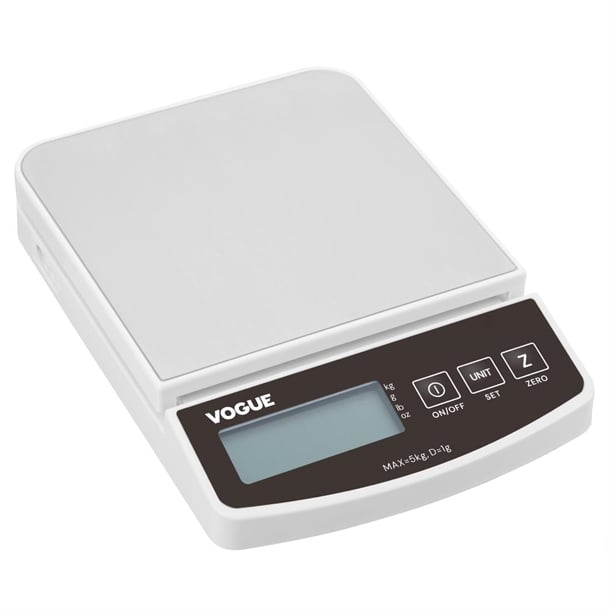 VOGUE
kg
g
lb
oz
ON/OFF
UNIT
SET
Z
ZERO
MAX=5kg, D=1g